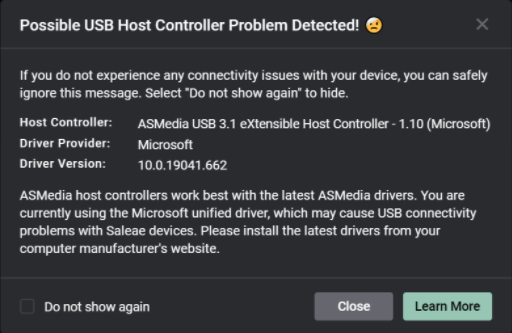 Possible USB Host Controller Problem Detected! 🤕
If you do not experience any connectivity issues with your device, you can safely
ignore this message. Select "Do not show again" to hide.
Host Controller: ASMedia USB 3.1 eXtensible Host Controller - 1.10 (Microsoft)
Driver Provider: Microsoft
Driver Version: 10.0.19041.662
ASMedia host controllers work best with the latest ASMedia drivers. You are
currently using the Microsoft unified driver, which may cause USB connectivity
problems with Saleae devices. Please install the latest drivers from your
computer manufacturer's website.
Do not show again
Close
Learn More